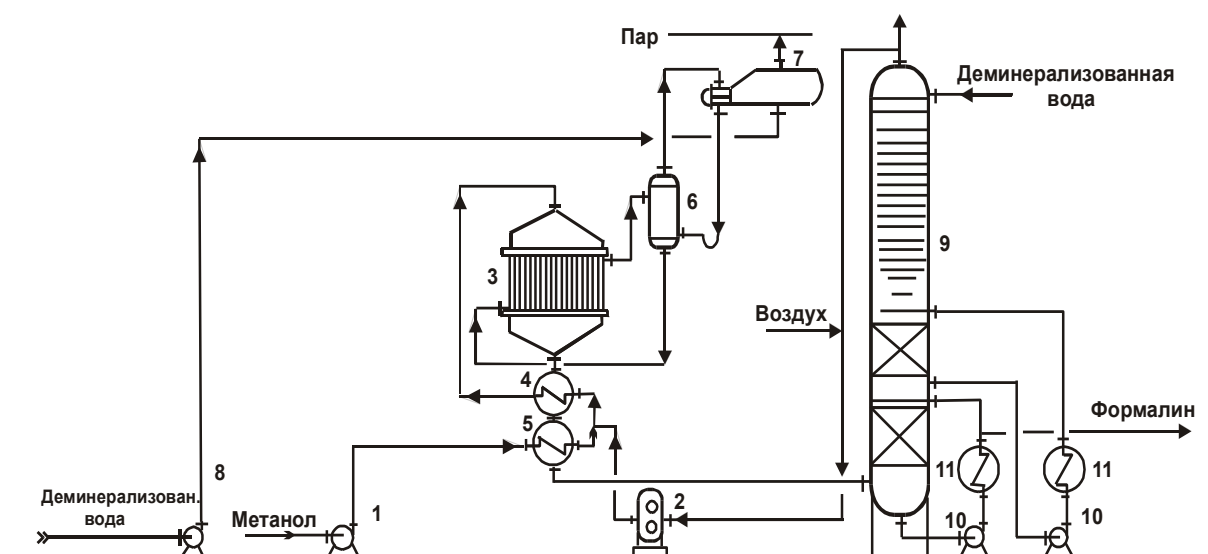 Пар
7
Деминерализованная
вода
6
9
3
Воздух
4
Формалин
5
11
11
8
2
Деминерализован.
вода
Метанол
1
10
10